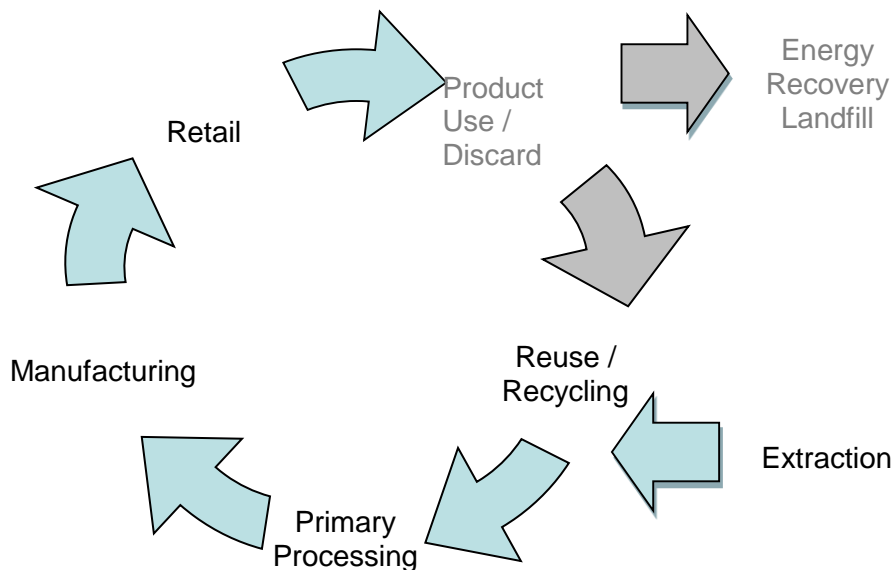 Energy
Recovery
Landfill
Product
Use /
Discard
Retail
Reuse /
Recycling
Manufacturing
Extraction
Primary
Processing